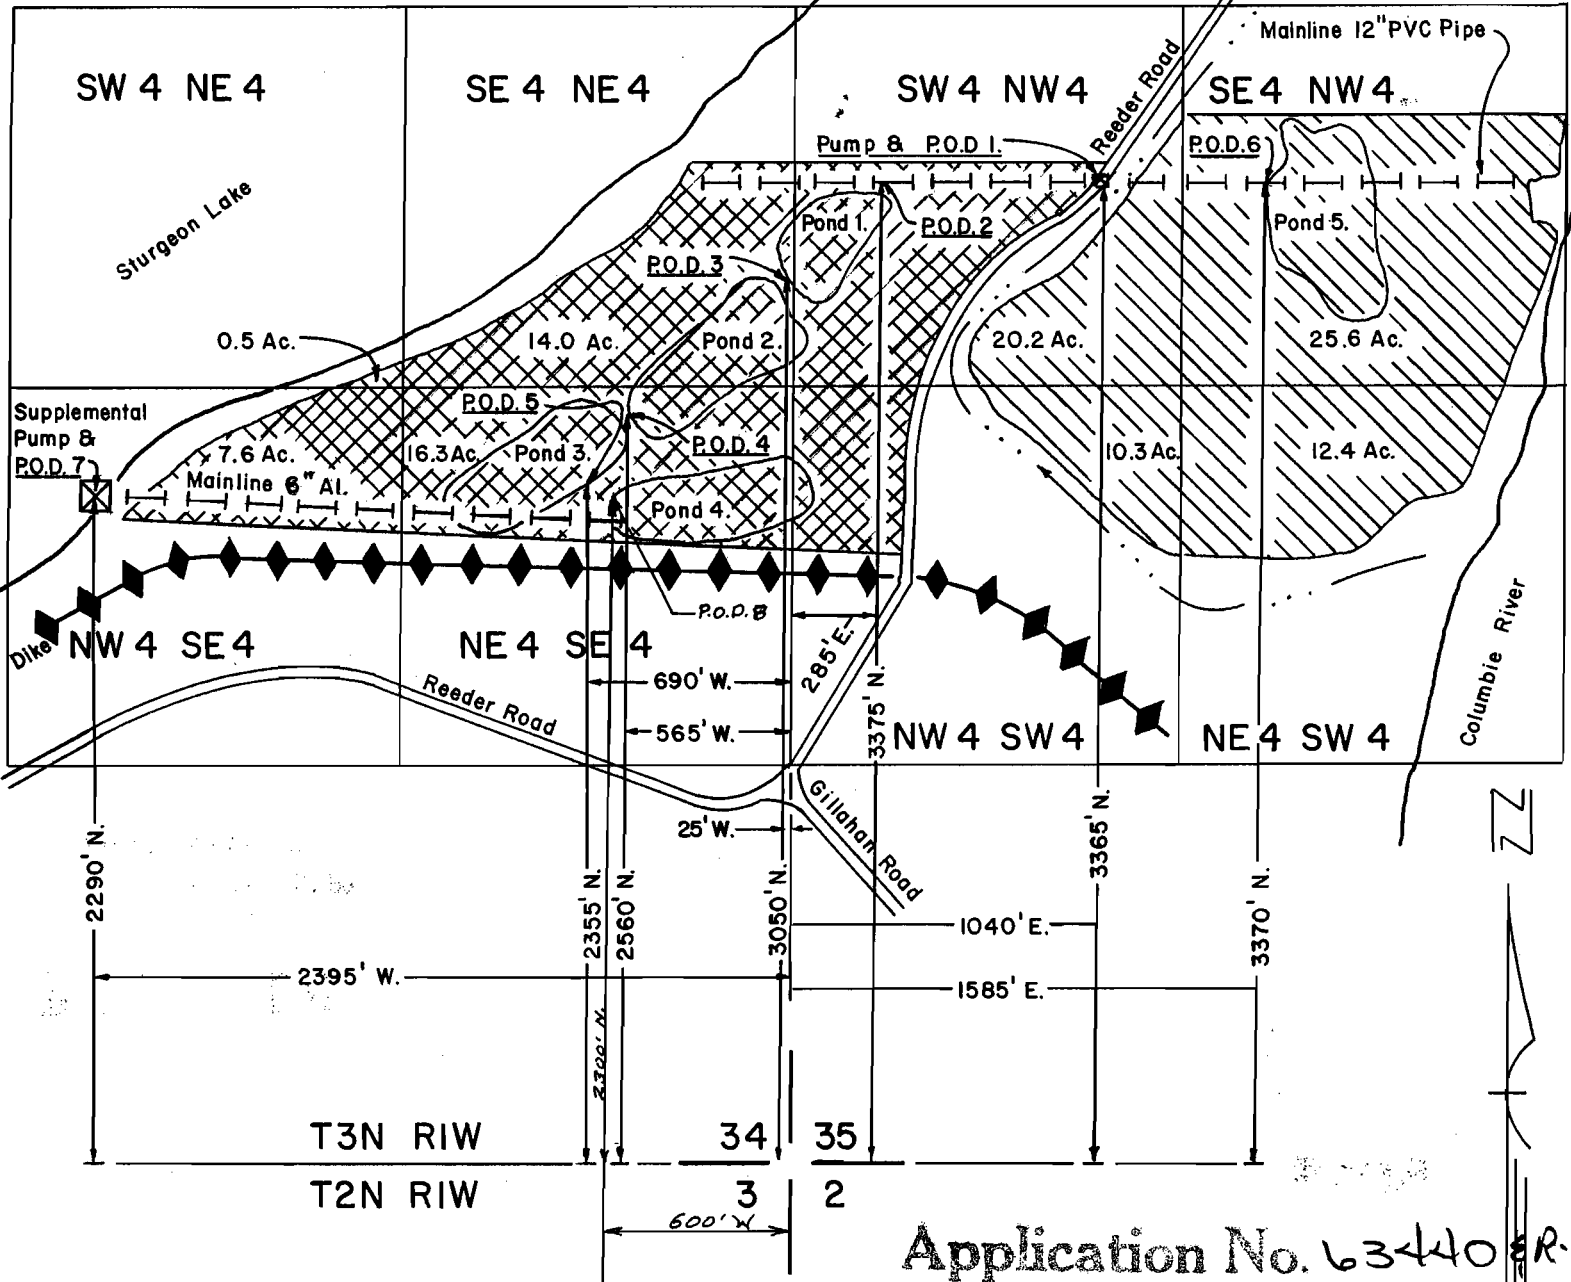 Mainline 12" PVC Pipe
SW 4 NE 4
SE 4 NE 4
SW 4 NW 4
SE 4 NW 4
Reeder Road
Pump & P.O.D 1.
P.O.D. 6
Sturgeon Lake
Pond 1.
P.O.D. 2
Pond 5.
P.O.D. 3
0.5 Ac.
14.0 Ac.
Pond 2.
20.2 Ac.
25.6 Ac.
Supplemental
Pump &
P.O.D. 7
P.O.D. 5
P.O.D. 4
7.6 Ac.
16.3 Ac.
Pond 3.
10.3 Ac.
12.4 Ac.
Mainline 6" Al.
Pond 4.
P.O.D. 8
Dike
NW 4 SE 4
NE 4 SE 4
285' E.
690' W.
Reeder Road
565' W.
3375' N.
NW 4 SW 4
NE 4 SW 4
Columbie River
25' W.
Gillahan Road
2290' N.
2355' N.
2560' N.
3050' N.
3365' N.
3370' N.
1040' E.
2395' W.
1585' E.
2300' N.
T3N R1W
34
35
T2N R1W
3
2
600' W
Application No. 63440 & R-